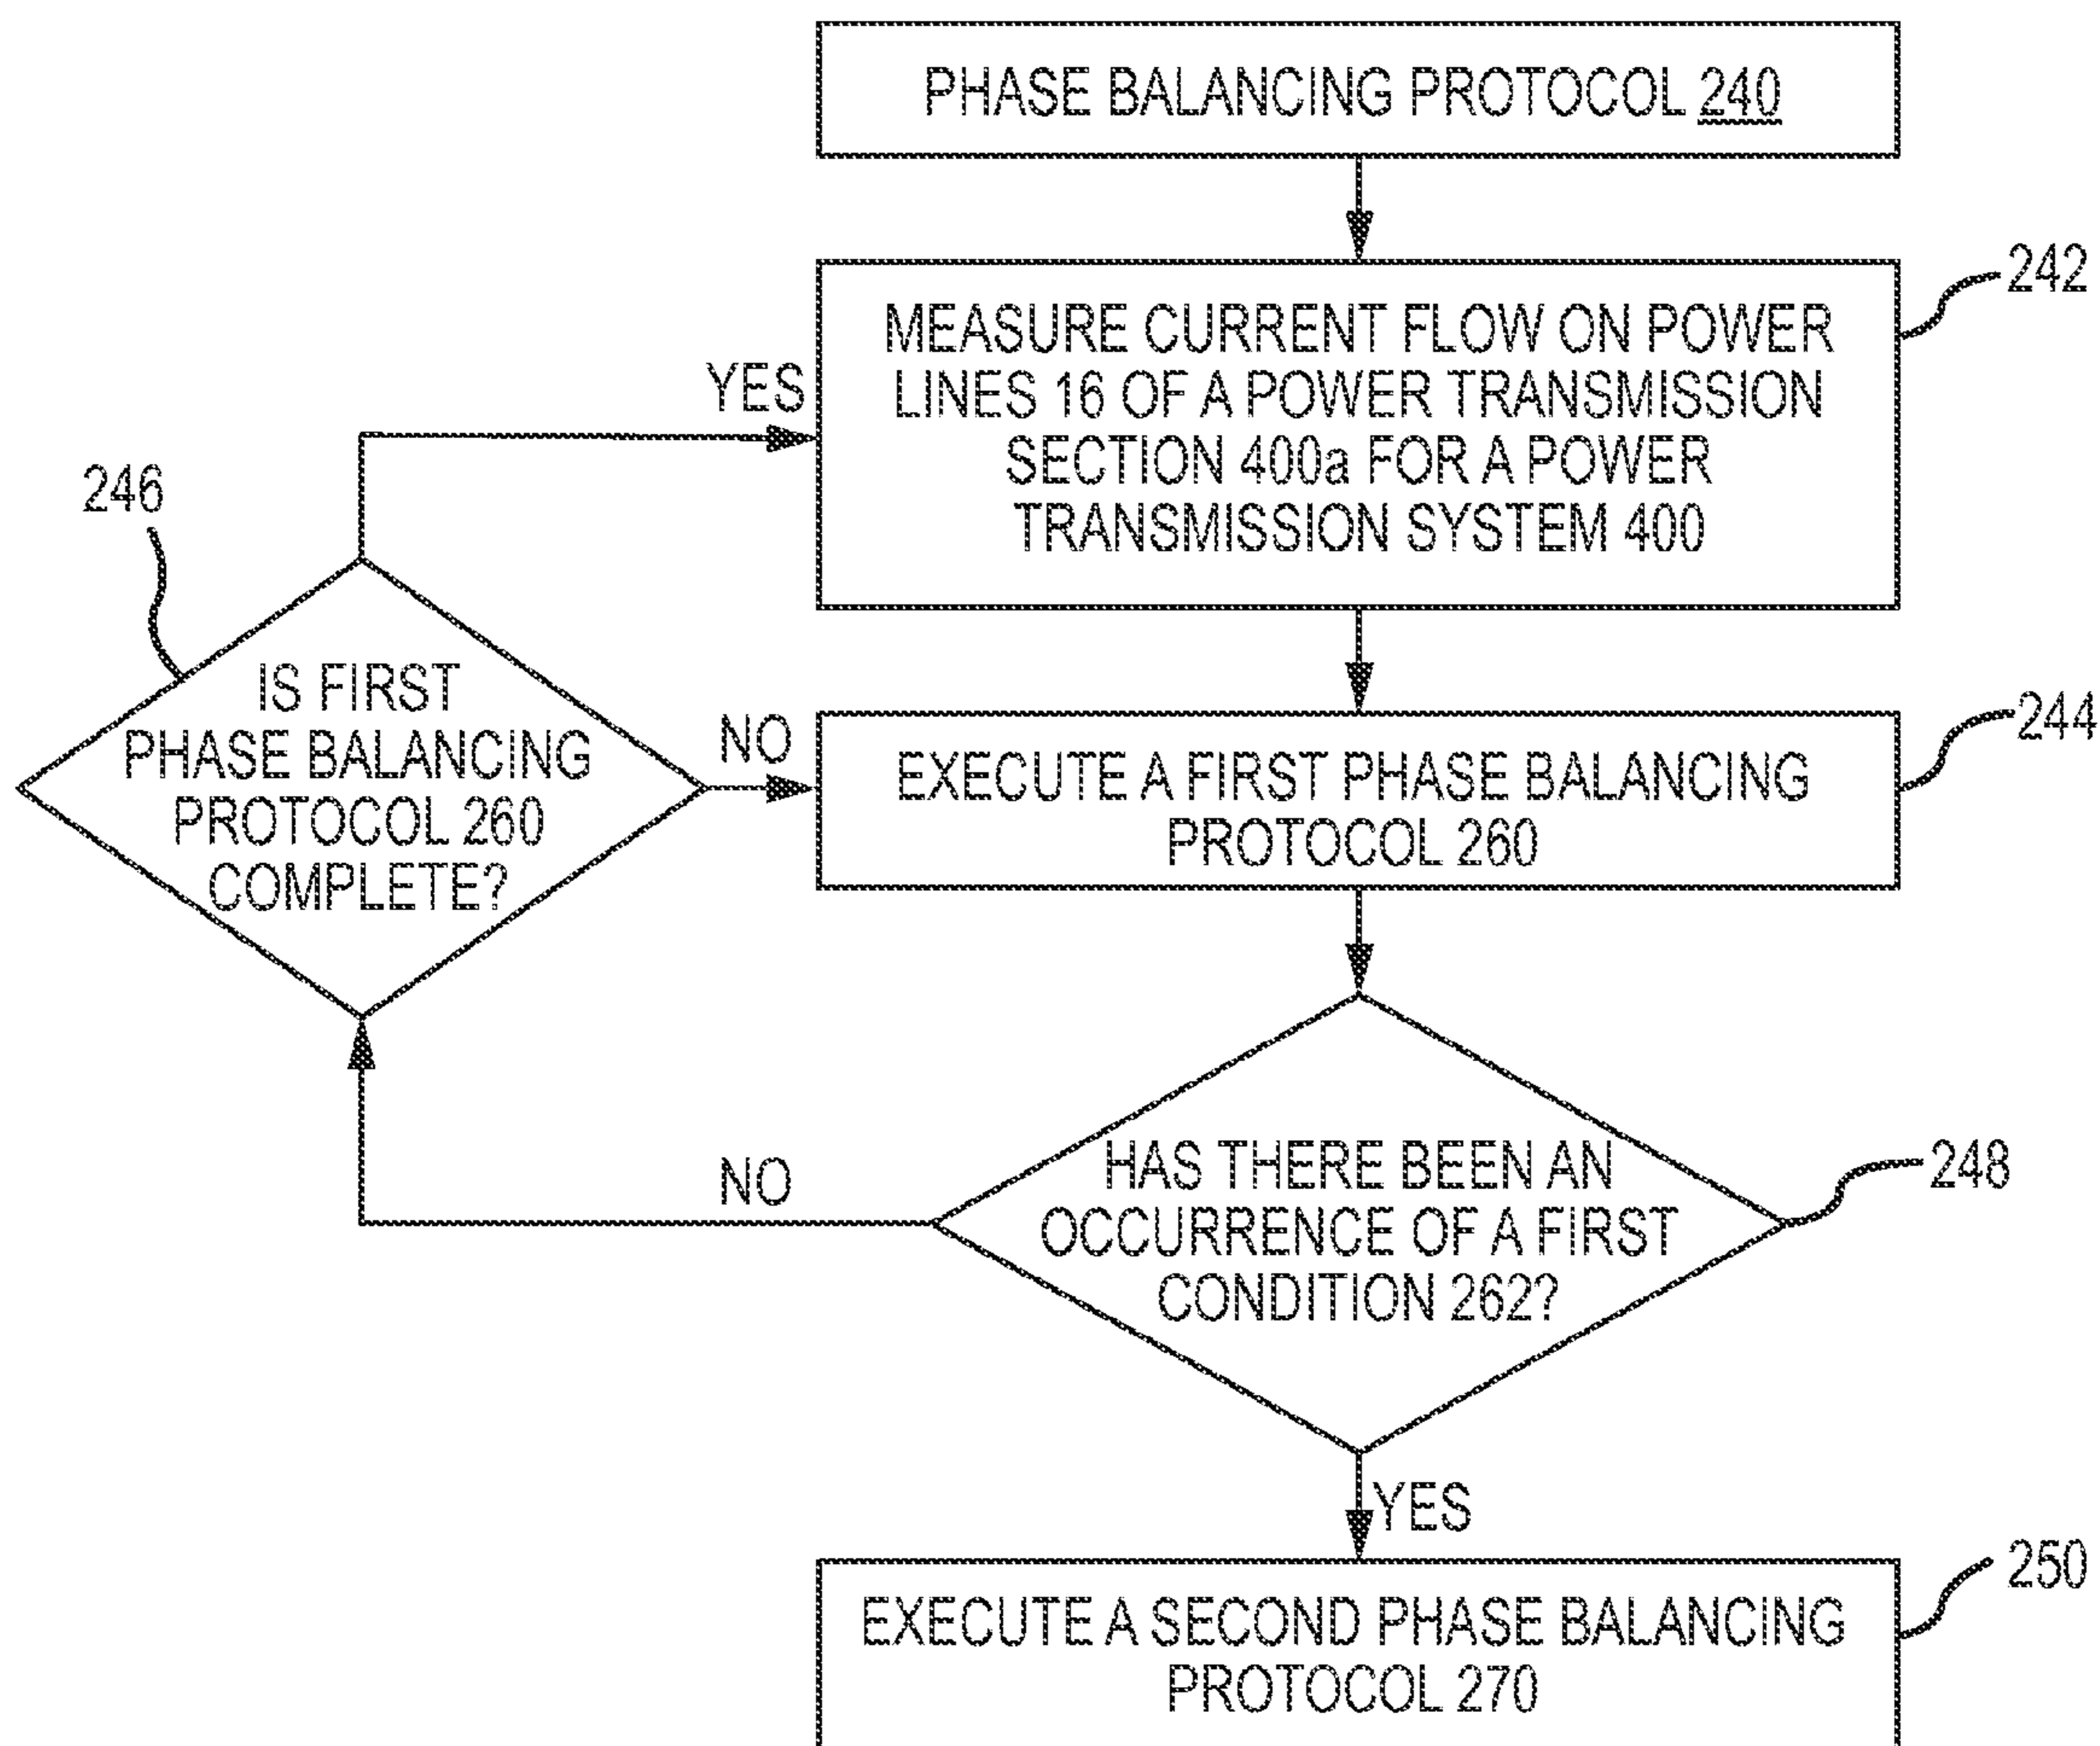 PHASE BALANCING PROTOCOL 240
242
MEASURE CURRENT FLOW ON POWER
LINES 16 OF A POWER TRANSMISSION
SECTION 400a FOR A POWER
TRANSMISSION SYSTEM 400
YES
246
IS FIRST
PHASE BALANCING
PROTOCOL 260
COMPLETE?
NO
244
EXECUTE A FIRST PHASE BALANCING
PROTOCOL 260
HAS THERE BEEN AN
OCCURRENCE OF A FIRST
CONDITION 262?
248
NO
YES
250
EXECUTE A SECOND PHASE BALANCING
PROTOCOL 270